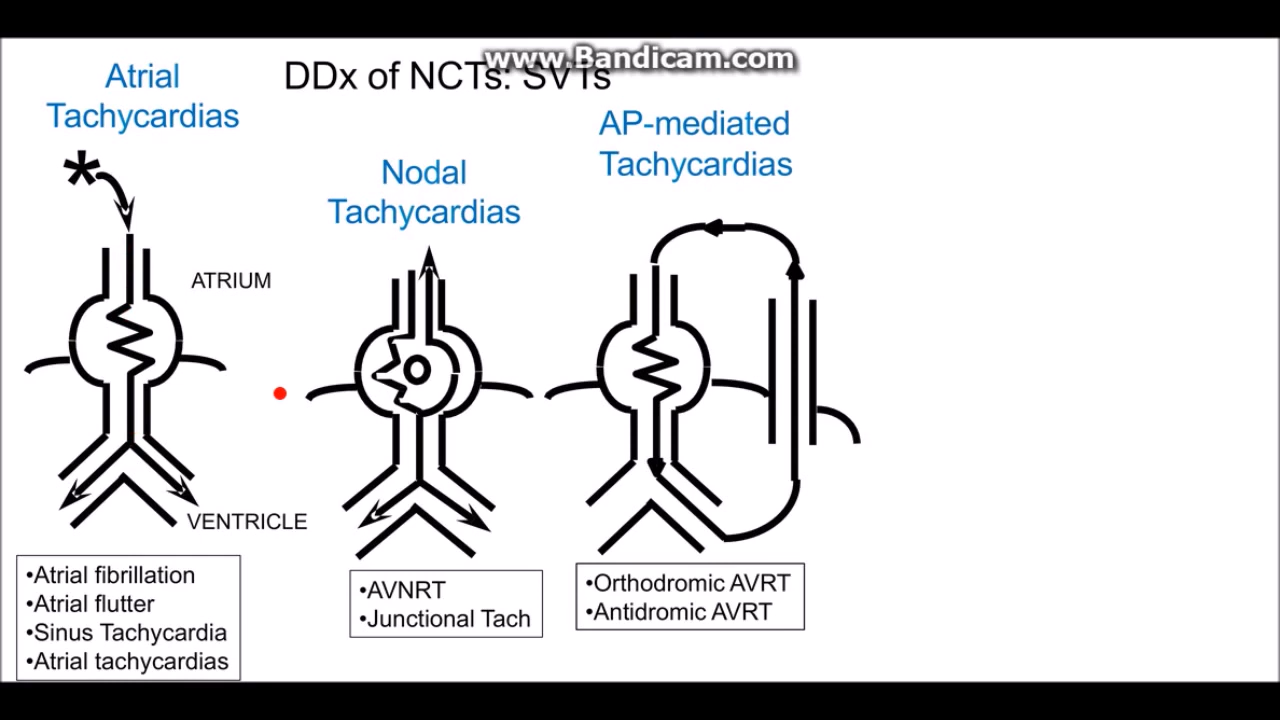 www.Bandicam.com
DDx of NCTs: SVTs
Atrial
Tachycardias
Nodal
Tachycardias
AP-mediated
Tachycardias
*
ATRIUM
VENTRICLE
•Atrial fibrillation
•Atrial flutter
•Sinus Tachycardia
•Atrial tachycardias
•AVNRT
•Junctional Tach
•Orthodromic AVRT
•Antidromic AVRT